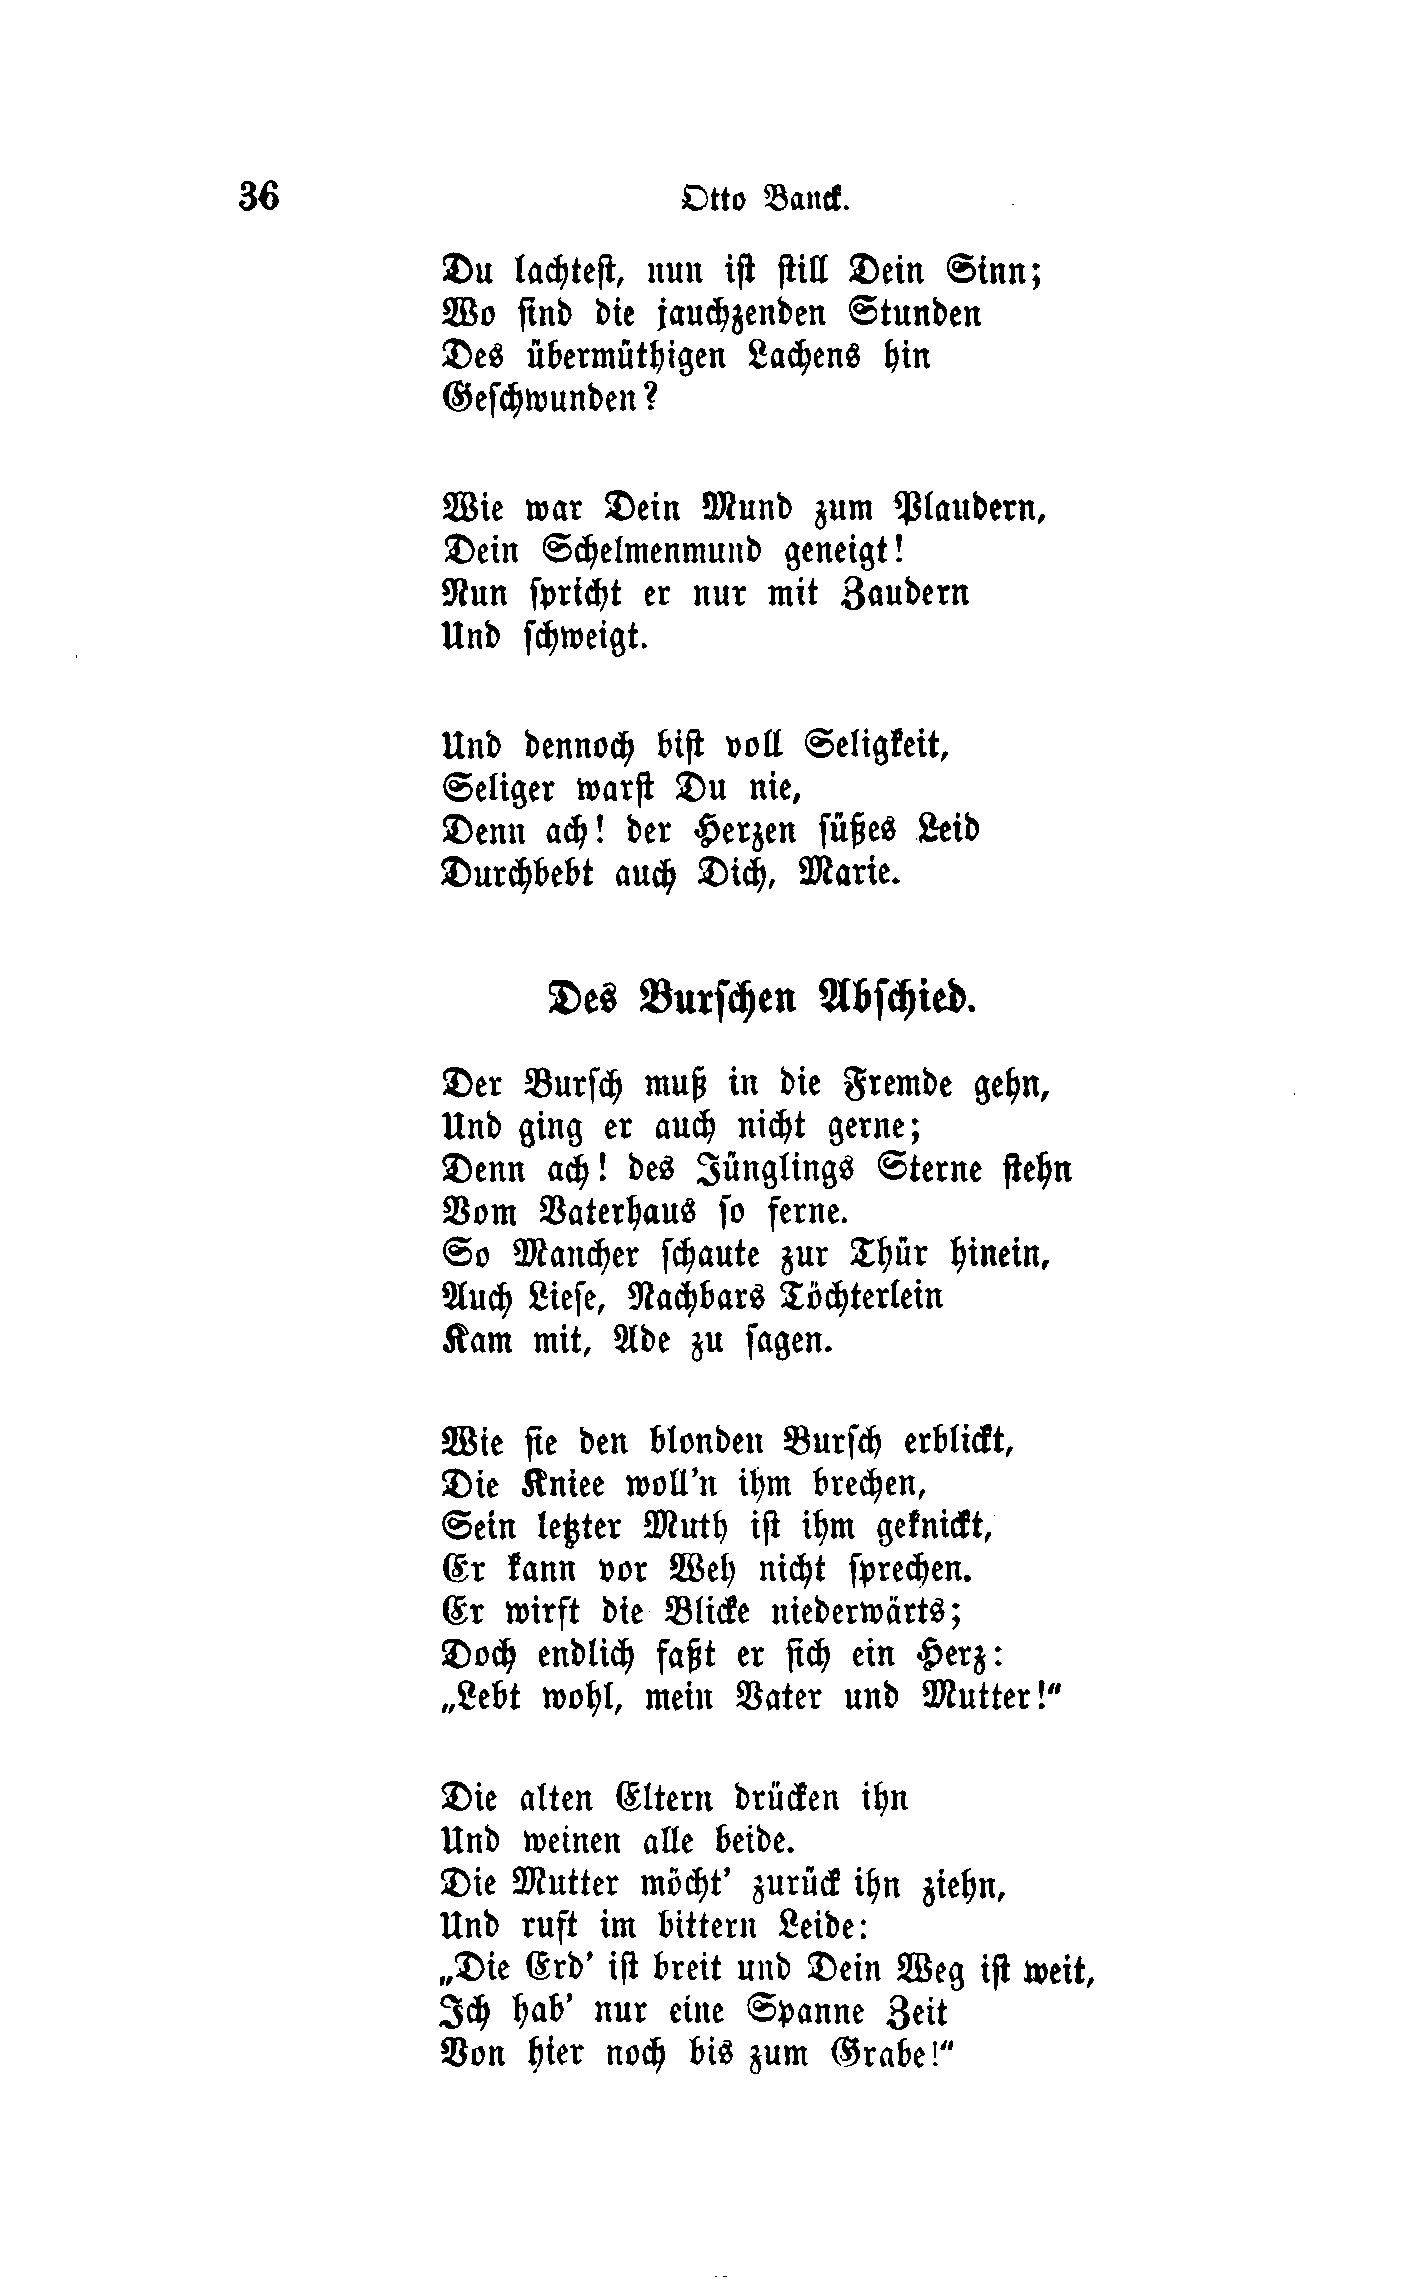 36 Otto Banck.
Du lachtest, nun ist still Dein Sinn;
Wo sind die jauchzenden Stunden
Des übermüthigen Lachens hin
Geschwunden?
Wie war Dein Mund zum Plaudern,
Dein Schelmenmund geneigt!
Nun spricht er nur mit Zaudern
Und schweigt.
Und dennoch bist voll Seligkeit,
Seliger warst Du nie,
Denn ach! der Herzen süßes Leid
Durchbebt auch Dich, Marie.
Des Burschen Abschied.
Der Bursch muß in die Fremde gehn,
Und ging er auch nicht gerne;
Denn ach! des Jünglings Sterne stehn
Vom Vaterhaus so ferne.
So Mancher schaute zur Thür hinein,
Auch Liese, Nachbars Töchterlein
Kam mit, Ade zu sagen.
Wie sie den blonden Bursch erblickt,
Die Kniee woll'n ihm brechen,
Sein letzter Muth ist ihm geknickt,
Er kann vor Weh nicht sprechen.
Er wirft die Blicke niederwärts;
Doch endlich faßt er sich ein Herz:
„Lebt wohl, mein Vater und Mutter!“
Die alten Eltern drücken ihn
Und weinen alle beide.
Die Mutter möcht' zurück ihn ziehn,
Und ruft im bittern Leide:
„Die Erd' ist breit und Dein Weg ist weit,
Ich hab' nur eine Spanne Zeit
Von hier noch bis zum Grabe!“